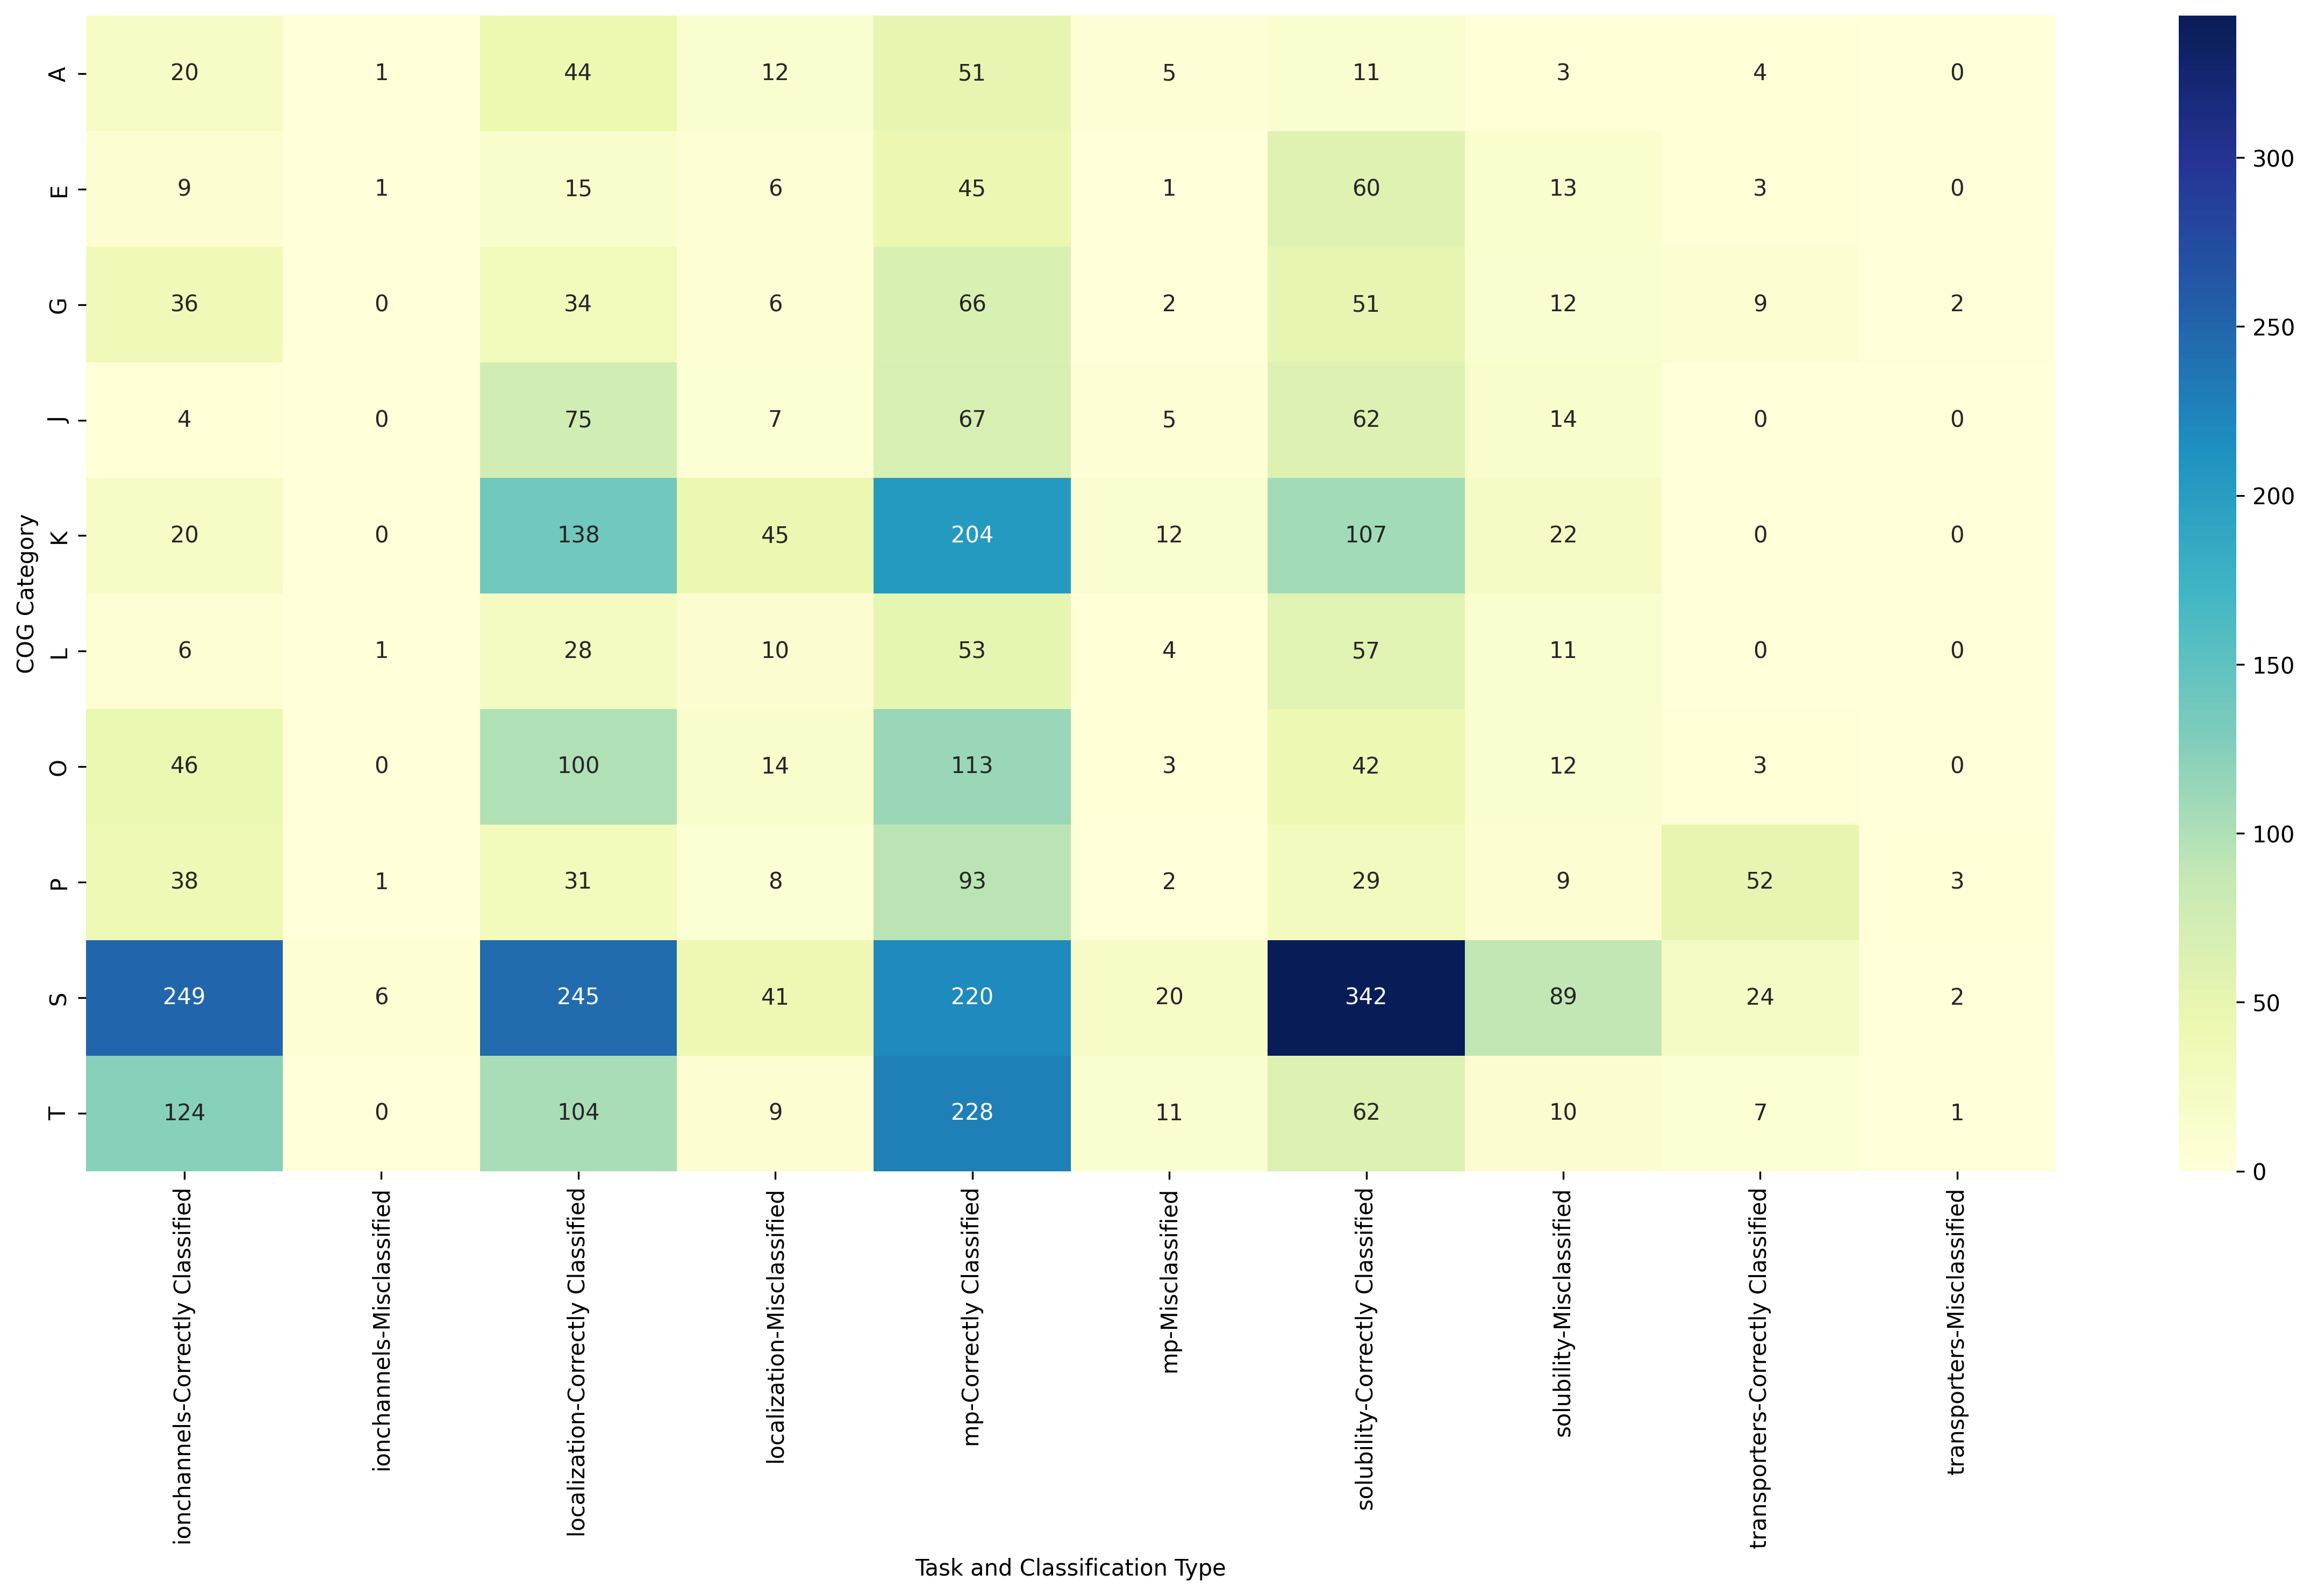 A 20 1 44 12 51 5 11 3 4 0
E 9 1 15 6 45 1 60 13 3 0
G 36 0 34 6 66 2 51 12 9 2
J 4 0 75 7 67 5 62 14 0 0
K 20 0 138 45 204 12 107 22 0 0
L 6 1 28 10 53 4 57 11 0 0
O 46 0 100 14 113 3 42 12 3 0
P 38 1 31 8 93 2 29 9 52 3
S 249 6 245 41 220 20 342 89 24 2
T 124 0 104 9 228 11 62 10 7 1
COG Category
ionchannels-Correctly Classified
ionchannels-Misclassified
localization-Correctly Classified
localization-Misclassified
mp-Correctly Classified
mp-Misclassified
solubility-Correctly Classified
solubility-Misclassified
transporters-Correctly Classified
transporters-Misclassified
Task and Classification Type
300
250
200
150
100
50
0